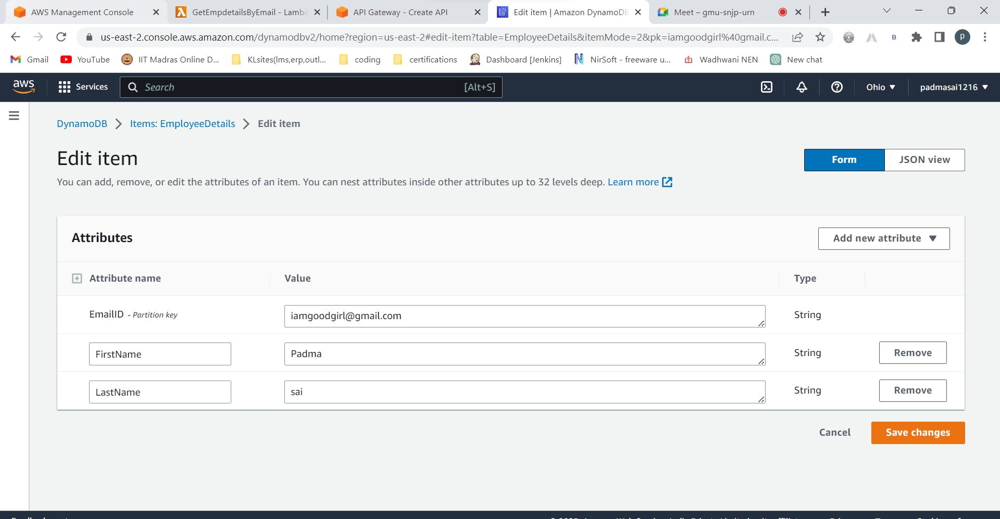 AWS Management Console
GetEmpdetailsByEmail - Lambd
API Gateway - Create API
Edit item | Amazon DynamoDB
Meet – gmu-snjp-urn
us-east-2.console.aws.amazon.com/dynamodbv2/home?region=us-east-2#edit-item?table=EmployeeDetails&itemMode=2&pk=iamgoodgirl%40gmail.c...
B
p
Gmail
YouTube
IIT Madras Online D...
KLsites(lms,erp,outl...
coding
certifications
Dashboard [Jenkins]
NirSoft - freeware u...
Wadhwani NEN
New chat
aws
Services
Search
[Alt+S]
Ohio
padmasai1216
DynamoDB
Items: EmployeeDetails
Edit item
Edit item
Form
JSON view
You can add, remove, or edit the attributes of an item. You can nest attributes inside other attributes up to 32 levels deep. Learn more
Attributes
Add new attribute
Attribute name
Value
Type
EmailID - Partition key
iamgoodgirl@gmail.com
String
FirstName
Padma
String
Remove
LastName
sai
String
Remove
Cancel
Save changes